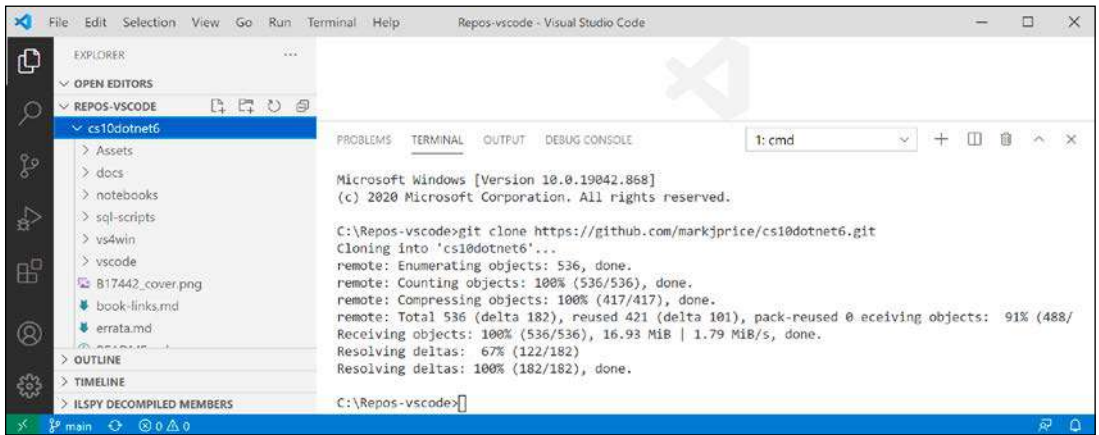 File Edit Selection View Go Run Terminal Help Repos-vscode - Visual Studio Code
EXPLORER
OPEN EDITORS
REPOS-VSCODE
cs10dotnet6
Assets
docs
notebooks
sql-scripts
vs4win
vscode
B17442_cover.png
book-links.md
errata.md
OUTLINE
TIMELINE
ILSPY DECOMPILED MEMBERS
PROBLEMS TERMINAL OUTPUT DEBUG CONSOLE 1: cmd
Microsoft Windows [Version 10.0.19042.868]
(c) 2020 Microsoft Corporation. All rights reserved.
C:\Repos-vscode>git clone https://github.com/markjprice/cs10dotnet6.git
Cloning into 'cs10dotnet6'...
remote: Enumerating objects: 536, done.
remote: Counting objects: 100% (536/536), done.
remote: Compressing objects: 100% (417/417), done.
remote: Total 536 (delta 182), reused 421 (delta 101), pack-reused 0 eceiving objects:  91% (488/
Receiving objects: 100% (536/536), 16.93 MiB | 1.79 MiB/s, done.
Resolving deltas:  67% (122/182)
Resolving deltas: 100% (182/182), done.
C:\Repos-vscode>
main 0 0